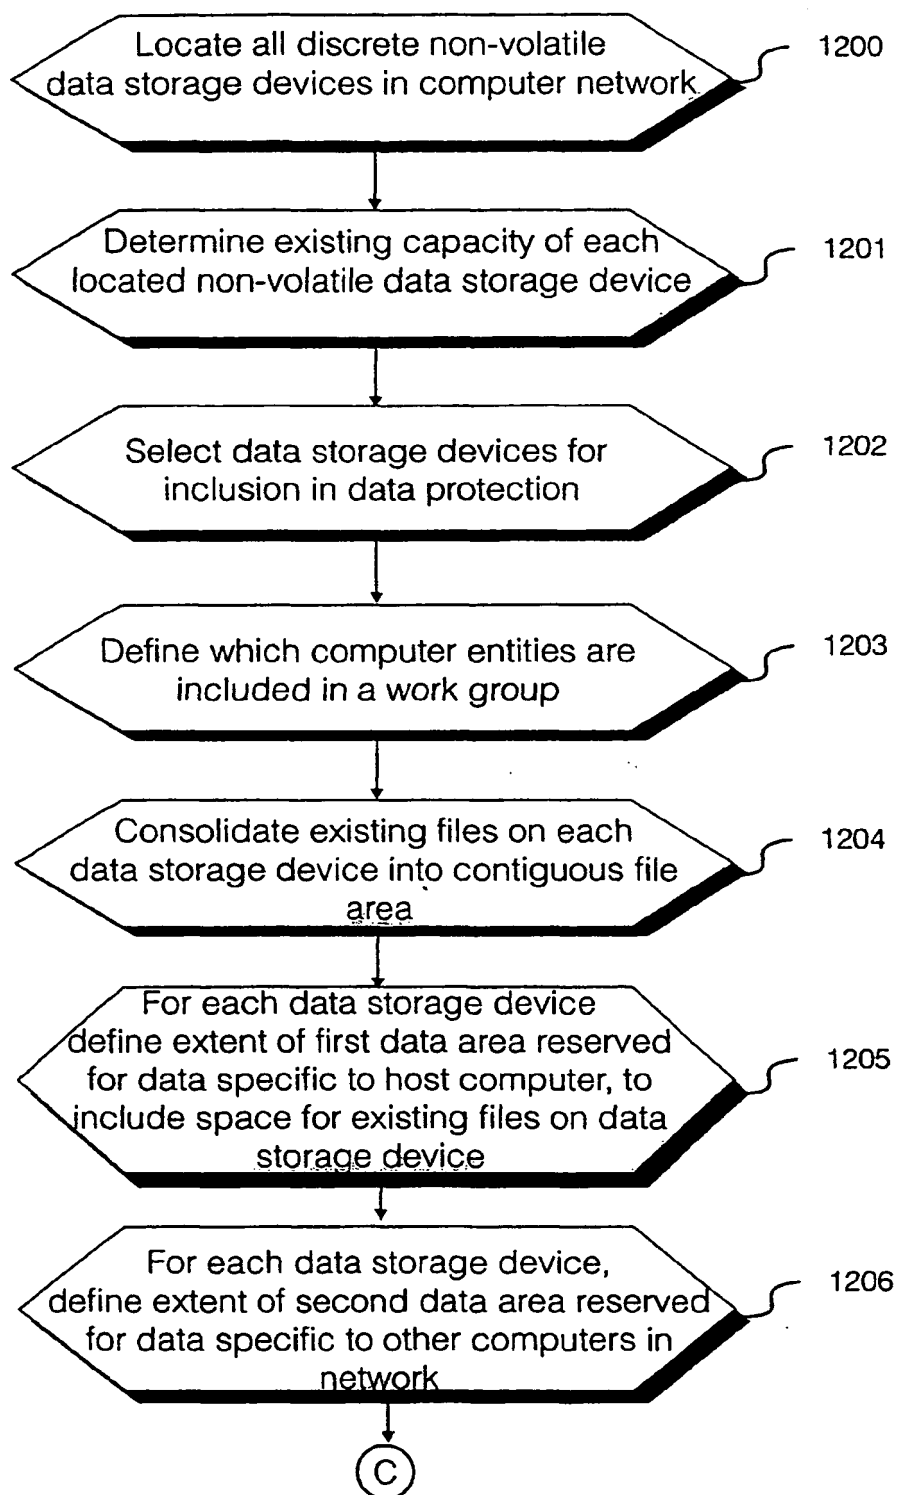 Locate all discrete non-volatile
data storage devices in computer network
1200
Determine existing capacity of each
located non-volatile data storage device
1201
Select data storage devices for
inclusion in data protection
1202
Define which computer entities are
included in a work group
1203
Consolidate existing files on each
data storage device into contiguous file
area
1204
For each data storage device
define extent of first data area reserved
for data specific to host computer, to
include space for existing files on data
storage device
1205
For each data storage device,
define extent of second data area reserved
for data specific to other computers in
network
1206
C